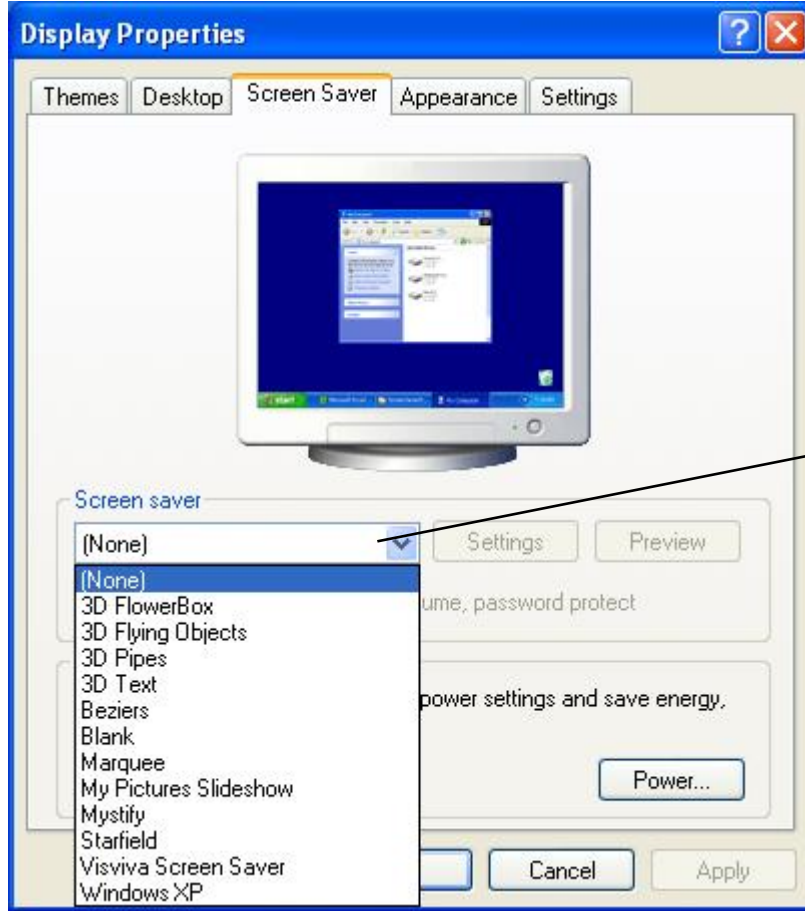 Display Properties
Themes Desktop Screen Saver Appearance Settings
Screen saver
(None) Settings Preview
(None)
3D FlowerBox
3D Flying Objects
ume, password protect
3D Pipes
3D Text
power settings and save energy,
Beziers
Blank
Marquee
My Pictures Slideshow
Power...
Mystify
Starfield
Visviva Screen Saver
Cancel Apply
Windows XP